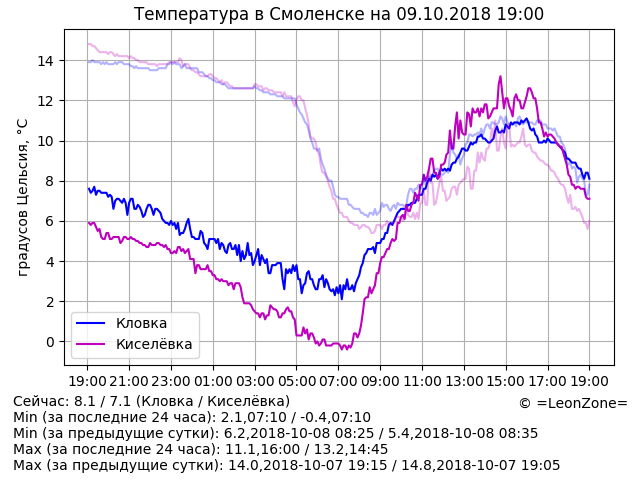 Температура в Смоленске на 09.10.2018 19:00
градусов Цельсия, °C
14
12
10
8
6
4
2
0
Кловка
Киселёвка
19:00 21:00 23:00 01:00 03:00 05:00 07:00 09:00 11:00 13:00 15:00 17:00 19:00
Сейчас: 8.1 / 7.1 (Кловка / Киселёвка)
© =LeonZone=
Min (за последние 24 часа): 2.1,07:10 / -0.4,07:10
Min (за предыдущие сутки): 6.2,2018-10-08 08:25 / 5.4,2018-10-08 08:35
Max (за последние 24 часа): 11.1,16:00 / 13.2,14:45
Max (за предыдущие сутки): 14.0,2018-10-07 19:15 / 14.8,2018-10-07 19:05